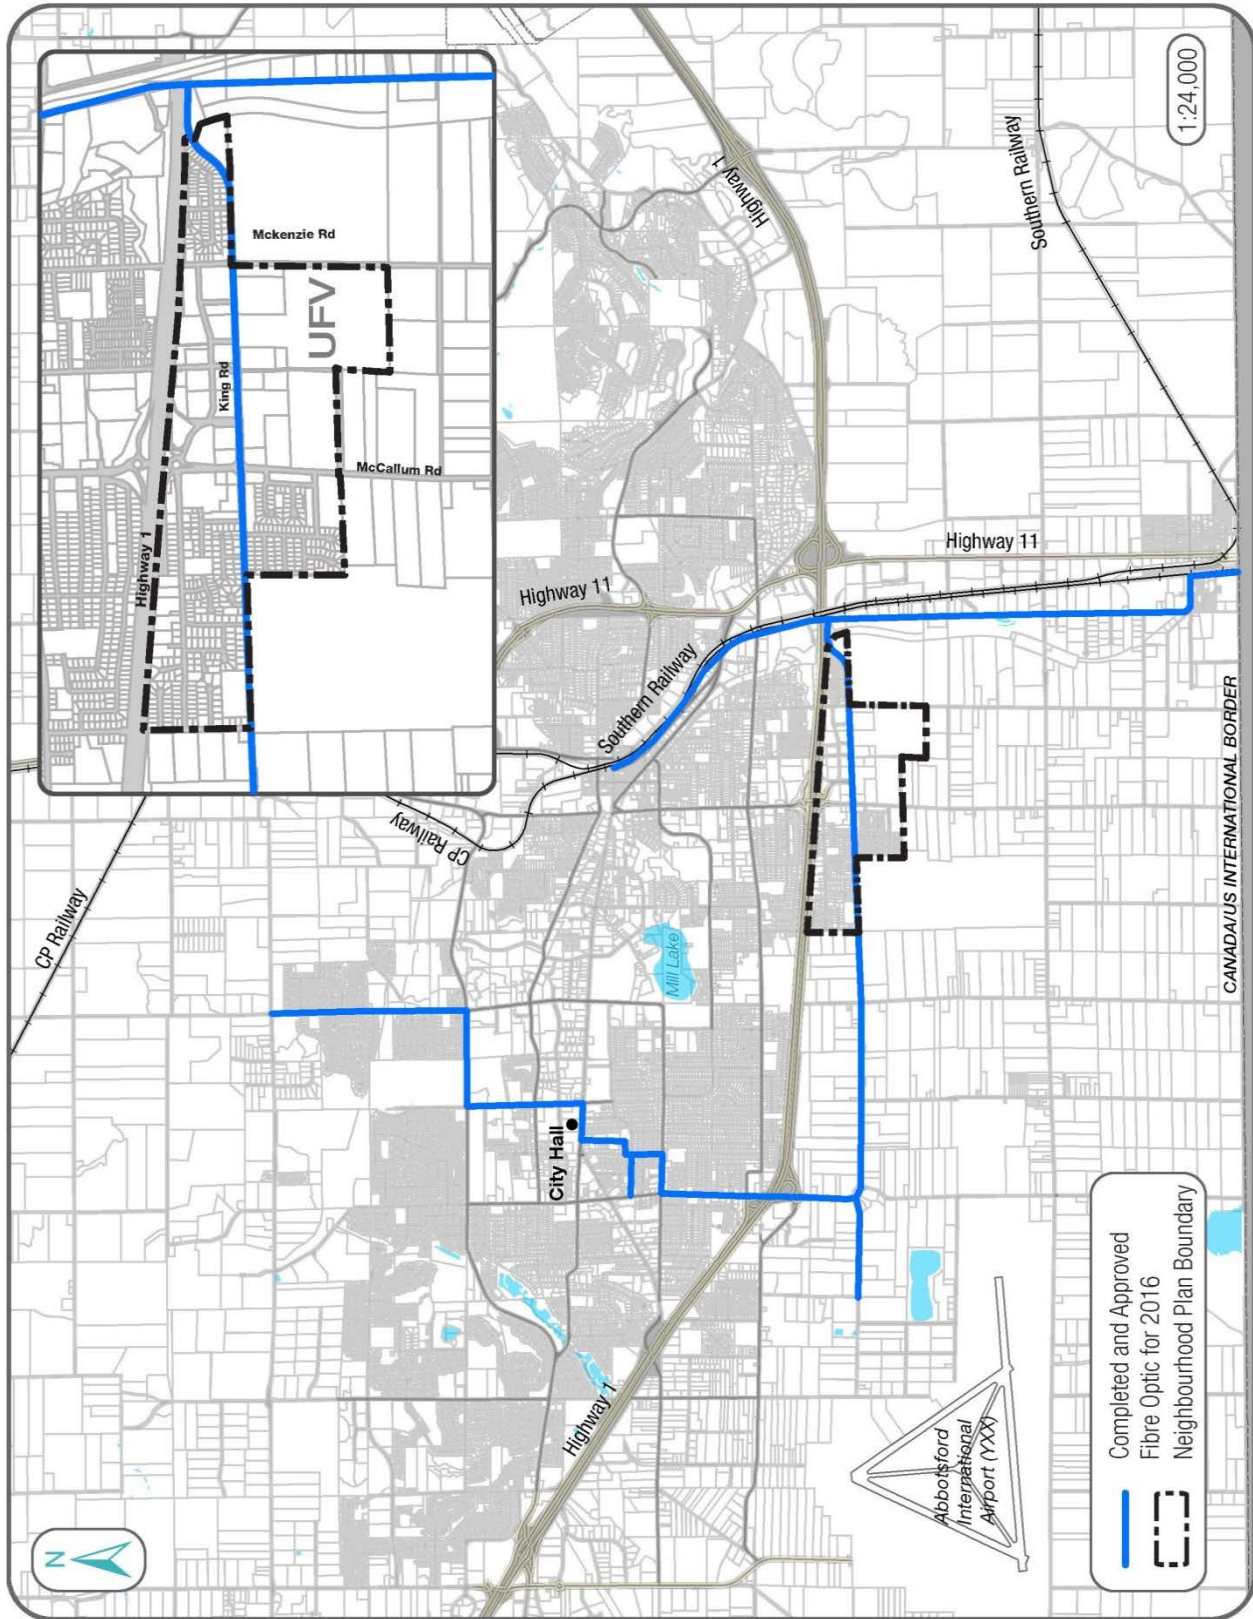 N
Highway 1
King Rd
UFV
Mckenzie Rd
McCallum Rd
CP Railway
CP Railway
Southern Railway
Highway 11
Highway 1
City Hall
Mill Lake
Highway 1
Highway 11
Southern Railway
Abbotsford
International
Airport (YXX)
CANADA/US INTERNATIONAL BORDER
1:24,000
Completed and Approved
Fibre Optic for 2016
Neighbourhood Plan Boundary